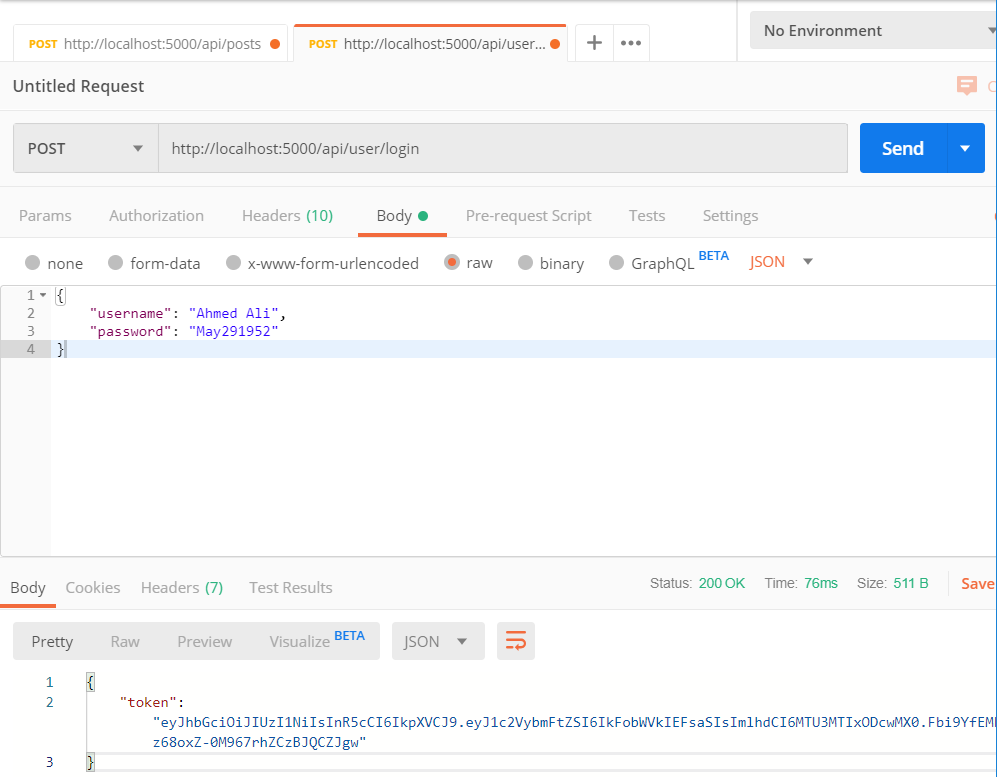 POST http://localhost:5000/api/posts POST http://localhost:5000/api/user... No Environment
Untitled Request
POST http://localhost:5000/api/user/login Send
Params Authorization Headers (10) Body Pre-request Script Tests Settings
none form-data x-www-form-urlencoded raw binary GraphQL BETA JSON
1 {
2 "username": "Ahmed Ali",
3 "password": "May291952"
4 }
Body Cookies Headers (7) Test Results Status: 200 OK Time: 76ms Size: 511 B Save
Pretty Raw Preview Visualize BETA JSON
1 {
2 "token":
"eyJhbGciOiJIUzI1NiIsInR5cCI6IkpXVCJ9.eyJ1c2VybmFtZSI6IkFobWVkIEFsaSIsImlhdCI6MTU3MTIxODcwMX0.Fbi9YfEM
z68oxZ-0M967rhZCzBJQCZJgw"
3 }